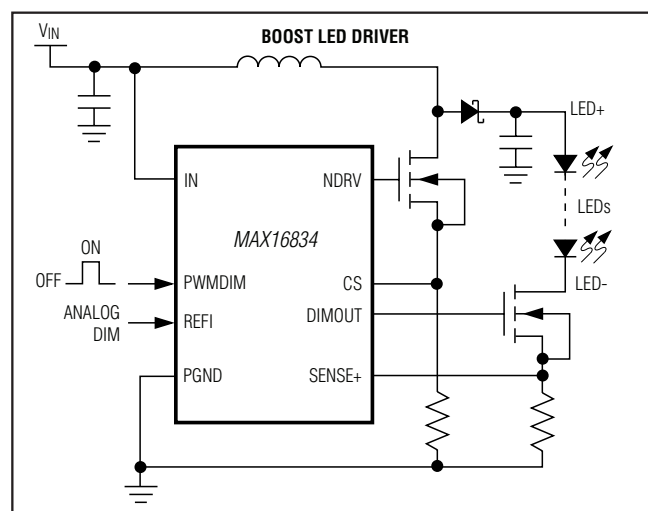 BOOST LED DRIVER
VIN
LED+
IN
NDRV
LEDs
MAX16834
ON
OFF
PWMDIM
CS
LED-
ANALOG
DIM
REFI
DIMOUT
PGND
SENSE+